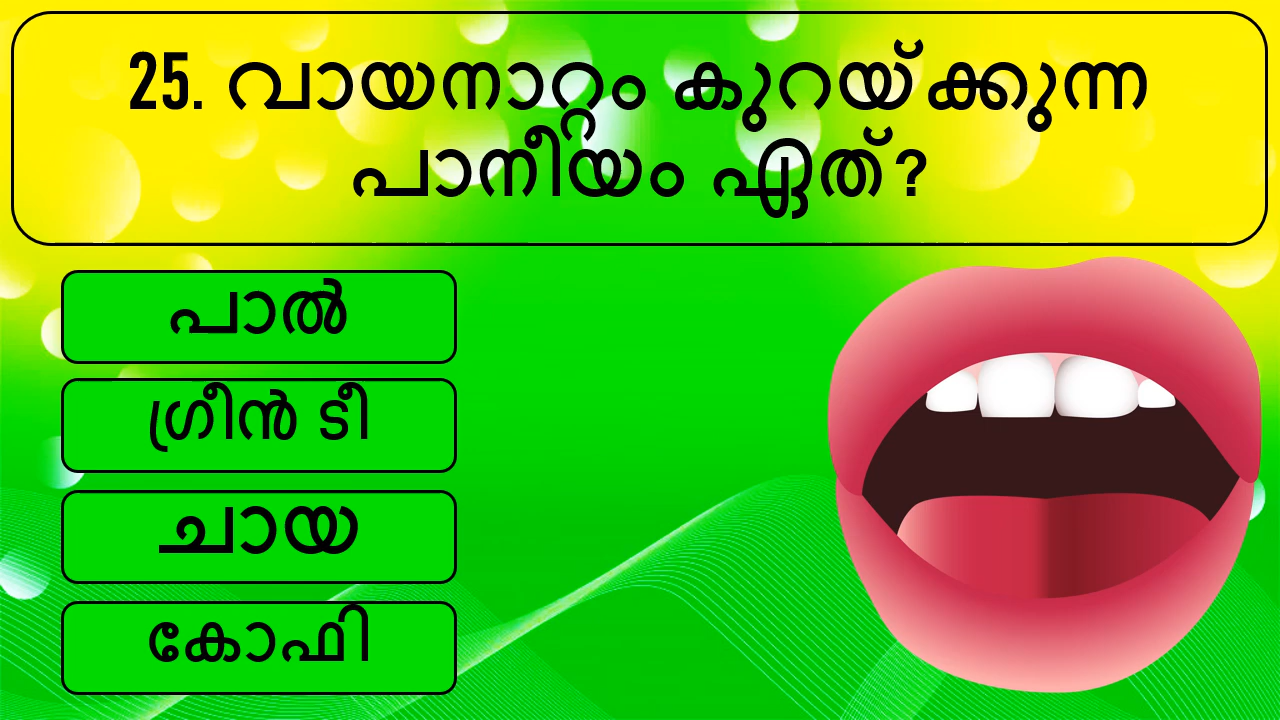 25. വായനാറ്റം കുറയ്ക്കുന്ന
പാനീയം ഏത്?
പാൽ
ഗ്രീൻ ടീ
ചായ
കോഫി